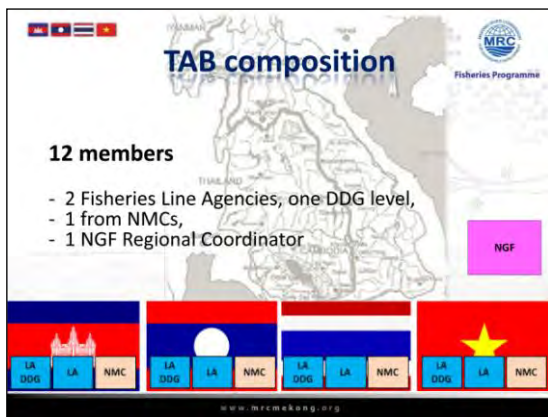 MYANMAR
TAB composition
MRC
Fisheries Programme
12 members
THAILAND
- 2 Fisheries Line Agencies, one DDG level,
- 1 from NMCs,
- 1 NGF Regional Coordinator
CAMBODIA
NGF
LA DDG
LA
NMC
LA DDG
LA
NMC
LA DDG
LA
NMC
LA DDG
LA
NMC
www.mrcmekong.org